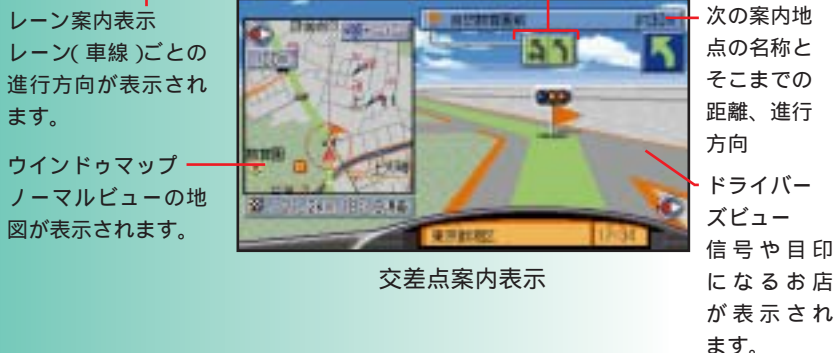 レーン案内表示
レーン(車線)ごとの
進行方向が表示され
ます。
ウインドゥマップ
ノーマルビューの地
図が表示されます。
17:34
交差点案内表示
次の案内地
点の名称と
そこまでの
距離、進行
方向
ドライバー
ズビュー
信号や目印
になるお店
が表示され
ます。